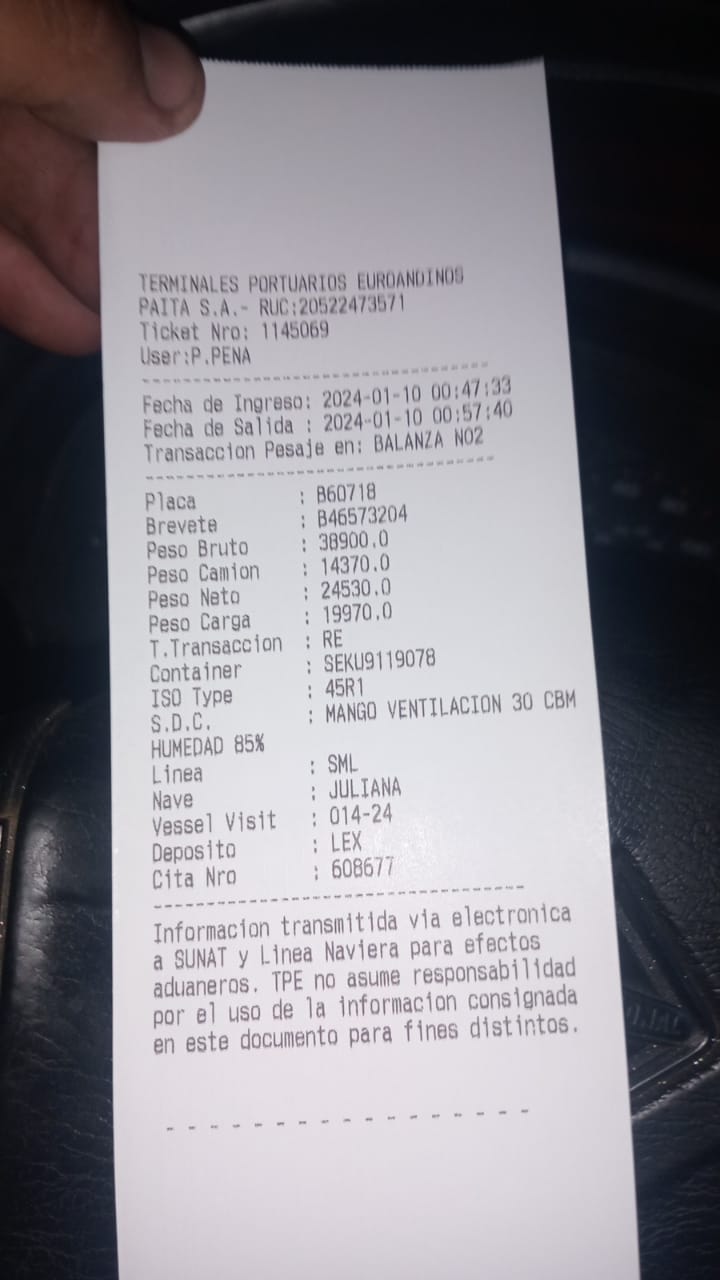 TERMINALES PORTUARIOS EUROANDINOS
PAITA S.A.- RUC:20522473571
Ticket Nro: 1145069
User:P.PENA
Fecha de Ingreso: 2024-01-10 00:47:33
Fecha de Salida : 2024-01-10 00:57:40
Transaccion Pesaje en: BALANZA NO2
Placa : B60718
Brevete : B46573204
Peso Bruto : 38900.0
Peso Camion : 14370.0
Peso Neto : 24530.0
Peso Carga : 19970.0
T.Transaccion : RE
Container : SEKU9119078
ISO Type : 45R1
S.D.C. : MANGO VENTILACION 30 CBM
HUMEDAD 85%
Linea : SML
Nave : JULIANA
Vessel Visit : 014-24
Deposito : LEX
Cita Nro : 608677
Informacion transmitida via electronica
a SUNAT y Linea Naviera para efectos
aduaneros. TPE no asume responsabilidad
por el uso de la informacion consignada
en este documento para fines distintos.